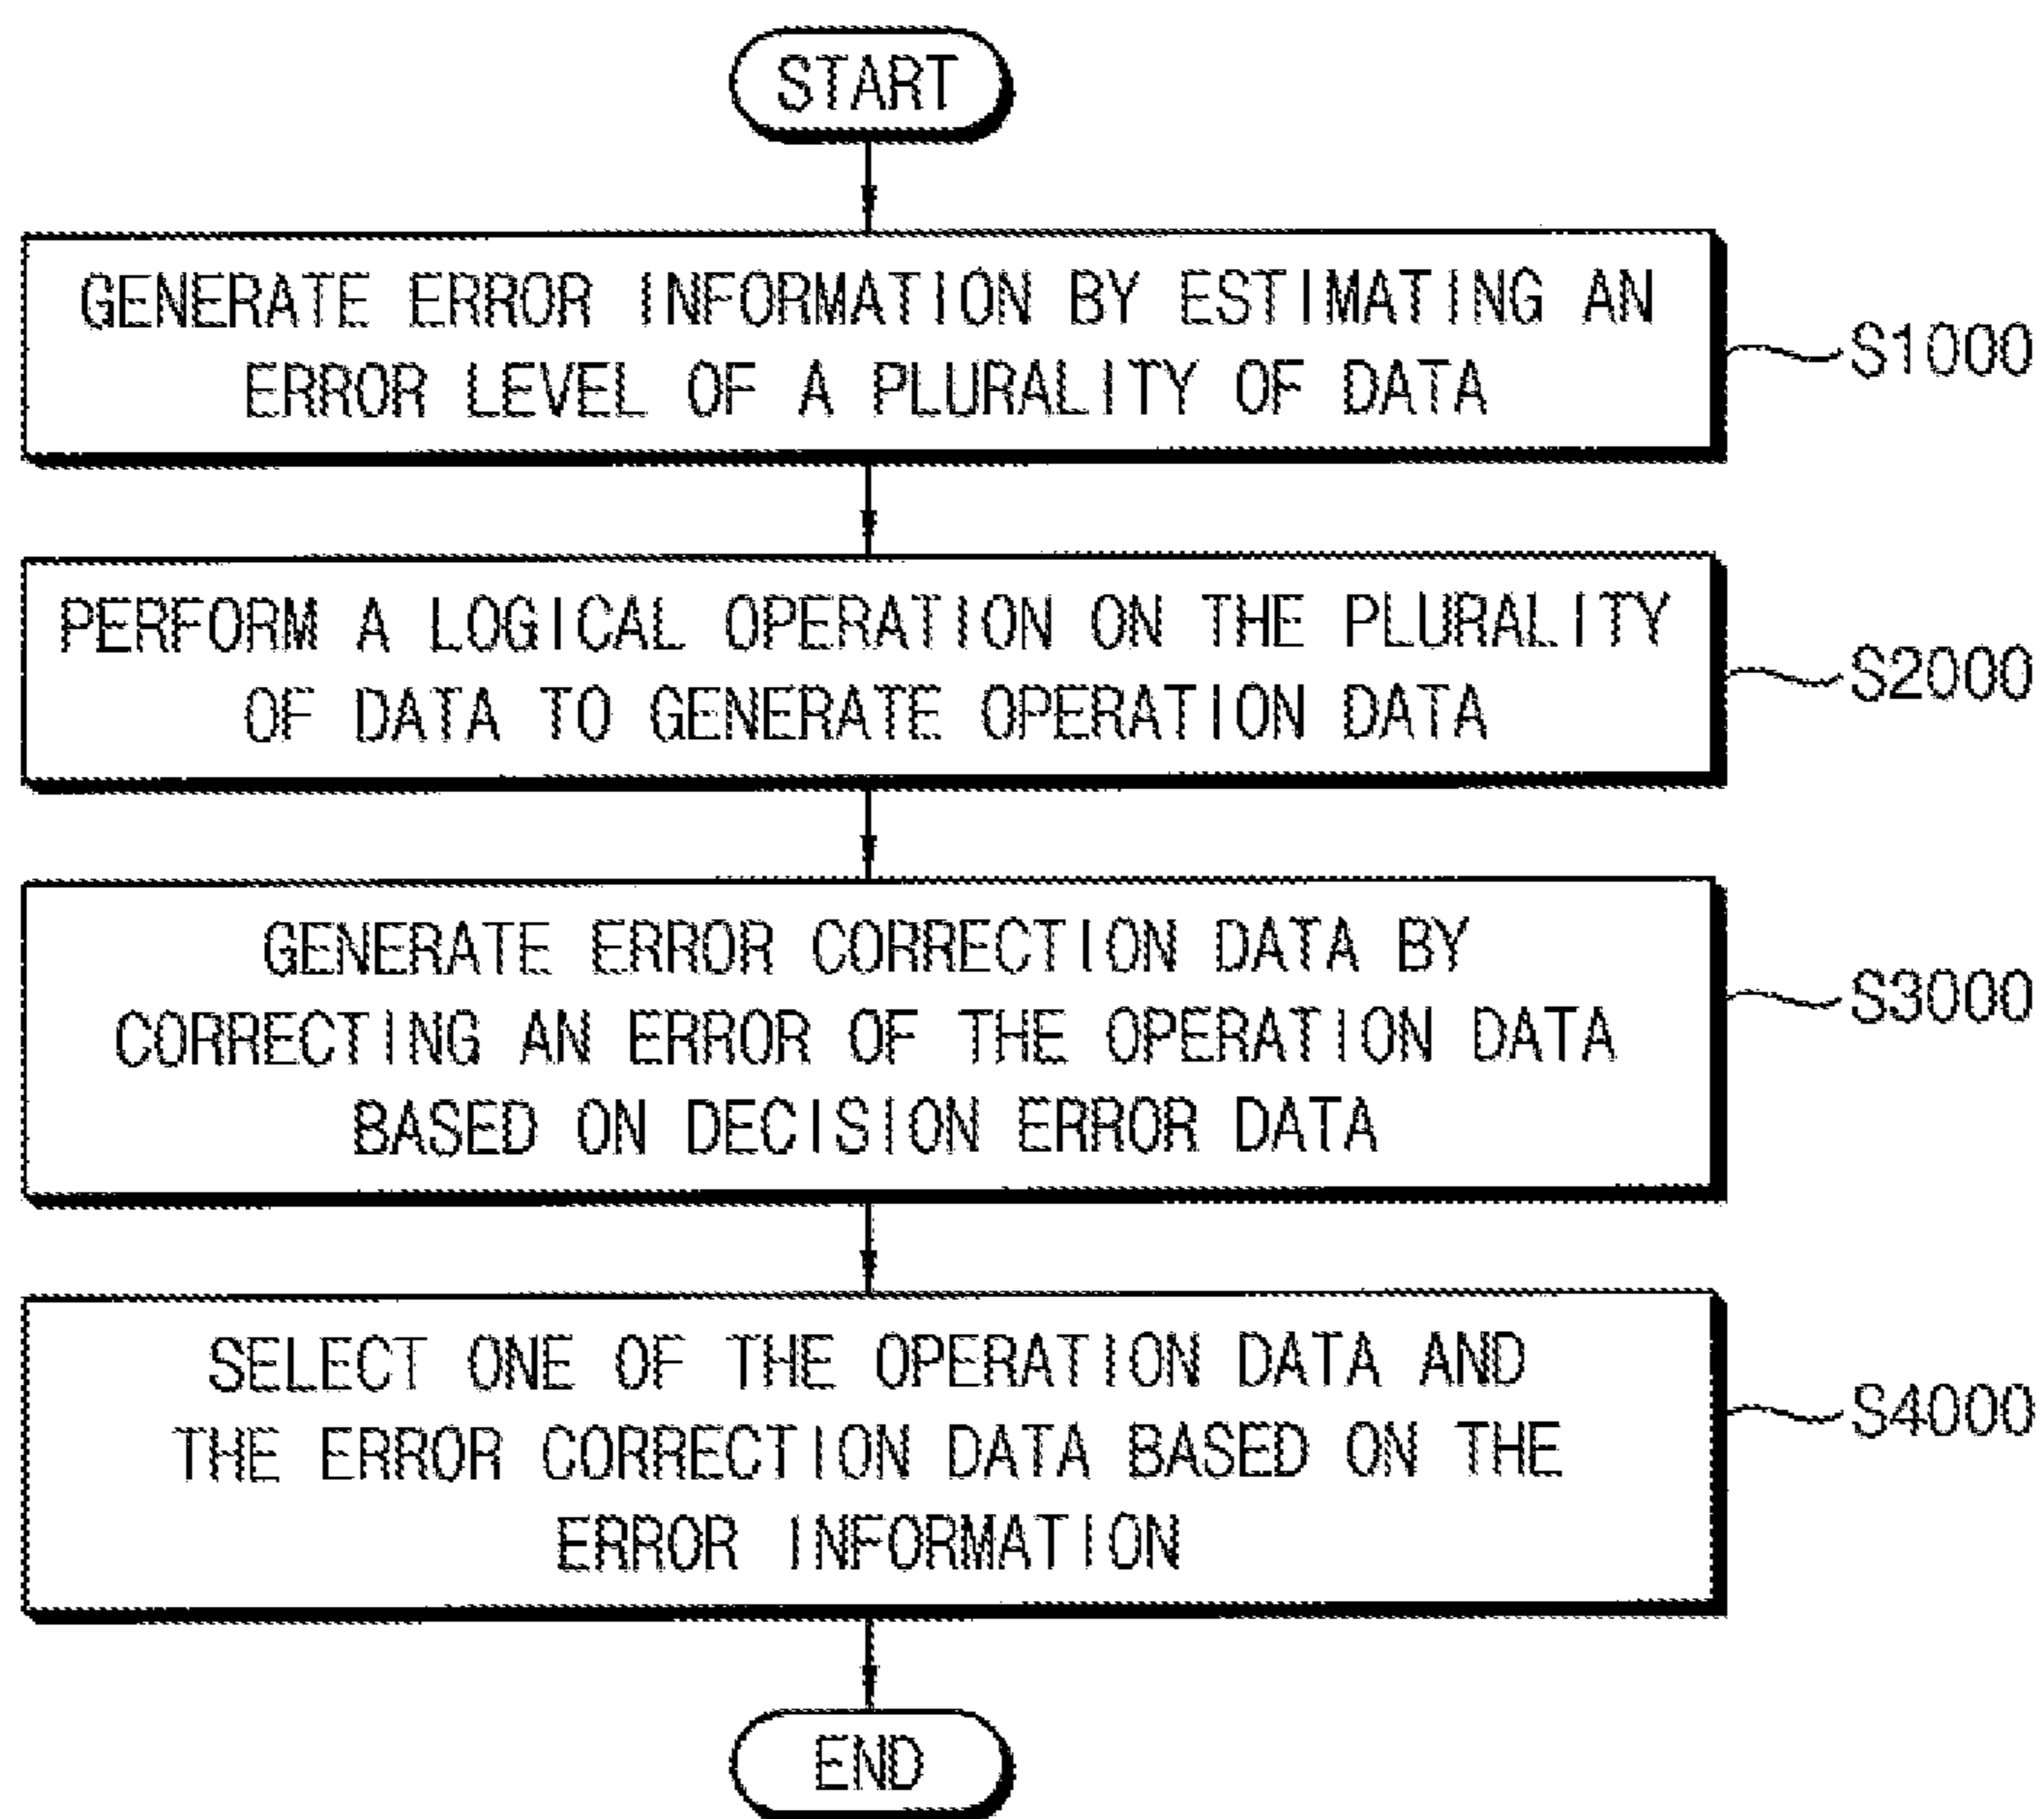 START
GENERATE ERROR INFORMATION BY ESTIMATING AN
ERROR LEVEL OF A PLURALITY OF DATA
S1000
PERFORM A LOGICAL OPERATION ON THE PLURALITY
OF DATA TO GENERATE OPERATION DATA
S2000
GENERATE ERROR CORRECTION DATA BY
CORRECTING AN ERROR OF THE OPERATION DATA
BASED ON DECISION ERROR DATA
S3000
SELECT ONE OF THE OPERATION DATA AND
THE ERROR CORRECTION DATA BASED ON THE
ERROR INFORMATION
S4000
END